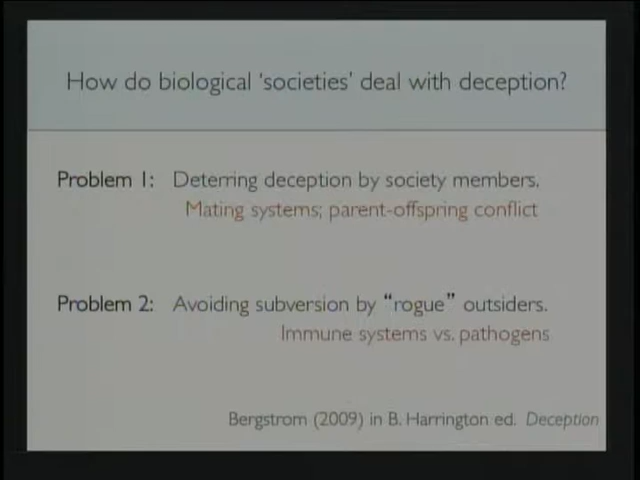 How do biological 'societies' deal with deception?
Problem 1: Deterring deception by society members.
Mating systems; parent-offspring conflict
Problem 2: Avoiding subversion by “rogue” outsiders.
Immune systems vs. pathogens
Bergstrom (2009) in B. Harrington ed. Deception